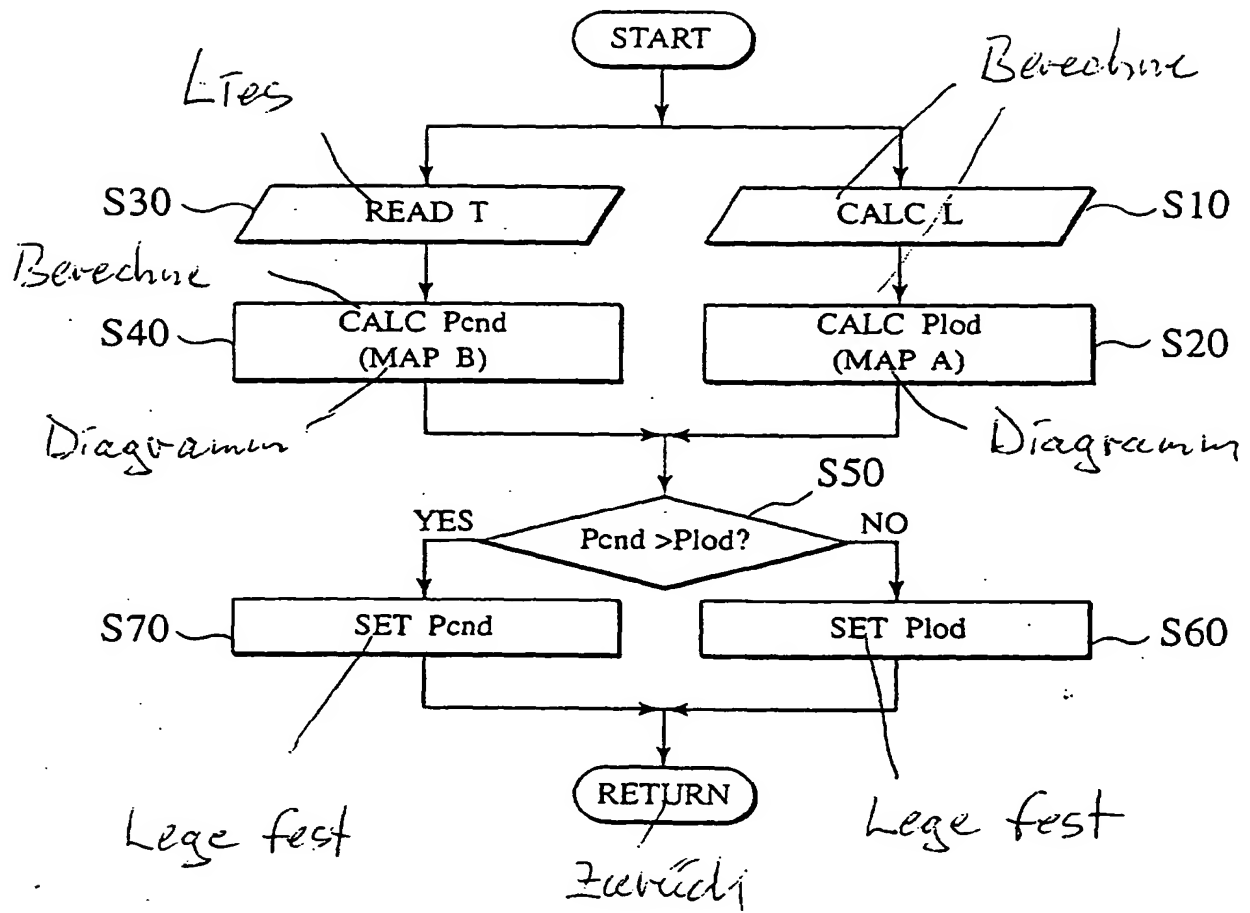 START
Lies
Berechne
S30
READ T
CALC L
S10
Berechne
S40
CALC Pcnd
(MAP B)
CALC Plod
(MAP A)
S20
Diagramm
Diagramm
S50
YES
Pcnd >Plod?
NO
S70
SET Pcnd
SET Plod
S60
RETURN
Lege fest
Lege fest
Zurück